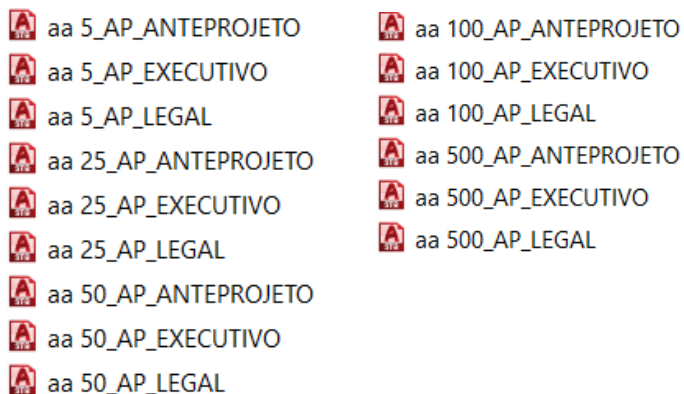 aa 5_AP_ANTEPROJETO
aa 5_AP_EXECUTIVO
aa 5_AP_LEGAL
aa 25_AP_ANTEPROJETO
aa 25_AP_EXECUTIVO
aa 25_AP_LEGAL
aa 50_AP_ANTEPROJETO
aa 50_AP_EXECUTIVO
aa 50_AP_LEGAL
aa 100_AP_ANTEPROJETO
aa 100_AP_EXECUTIVO
aa 100_AP_LEGAL
aa 500_AP_ANTEPROJETO
aa 500_AP_EXECUTIVO
aa 500_AP_LEGAL